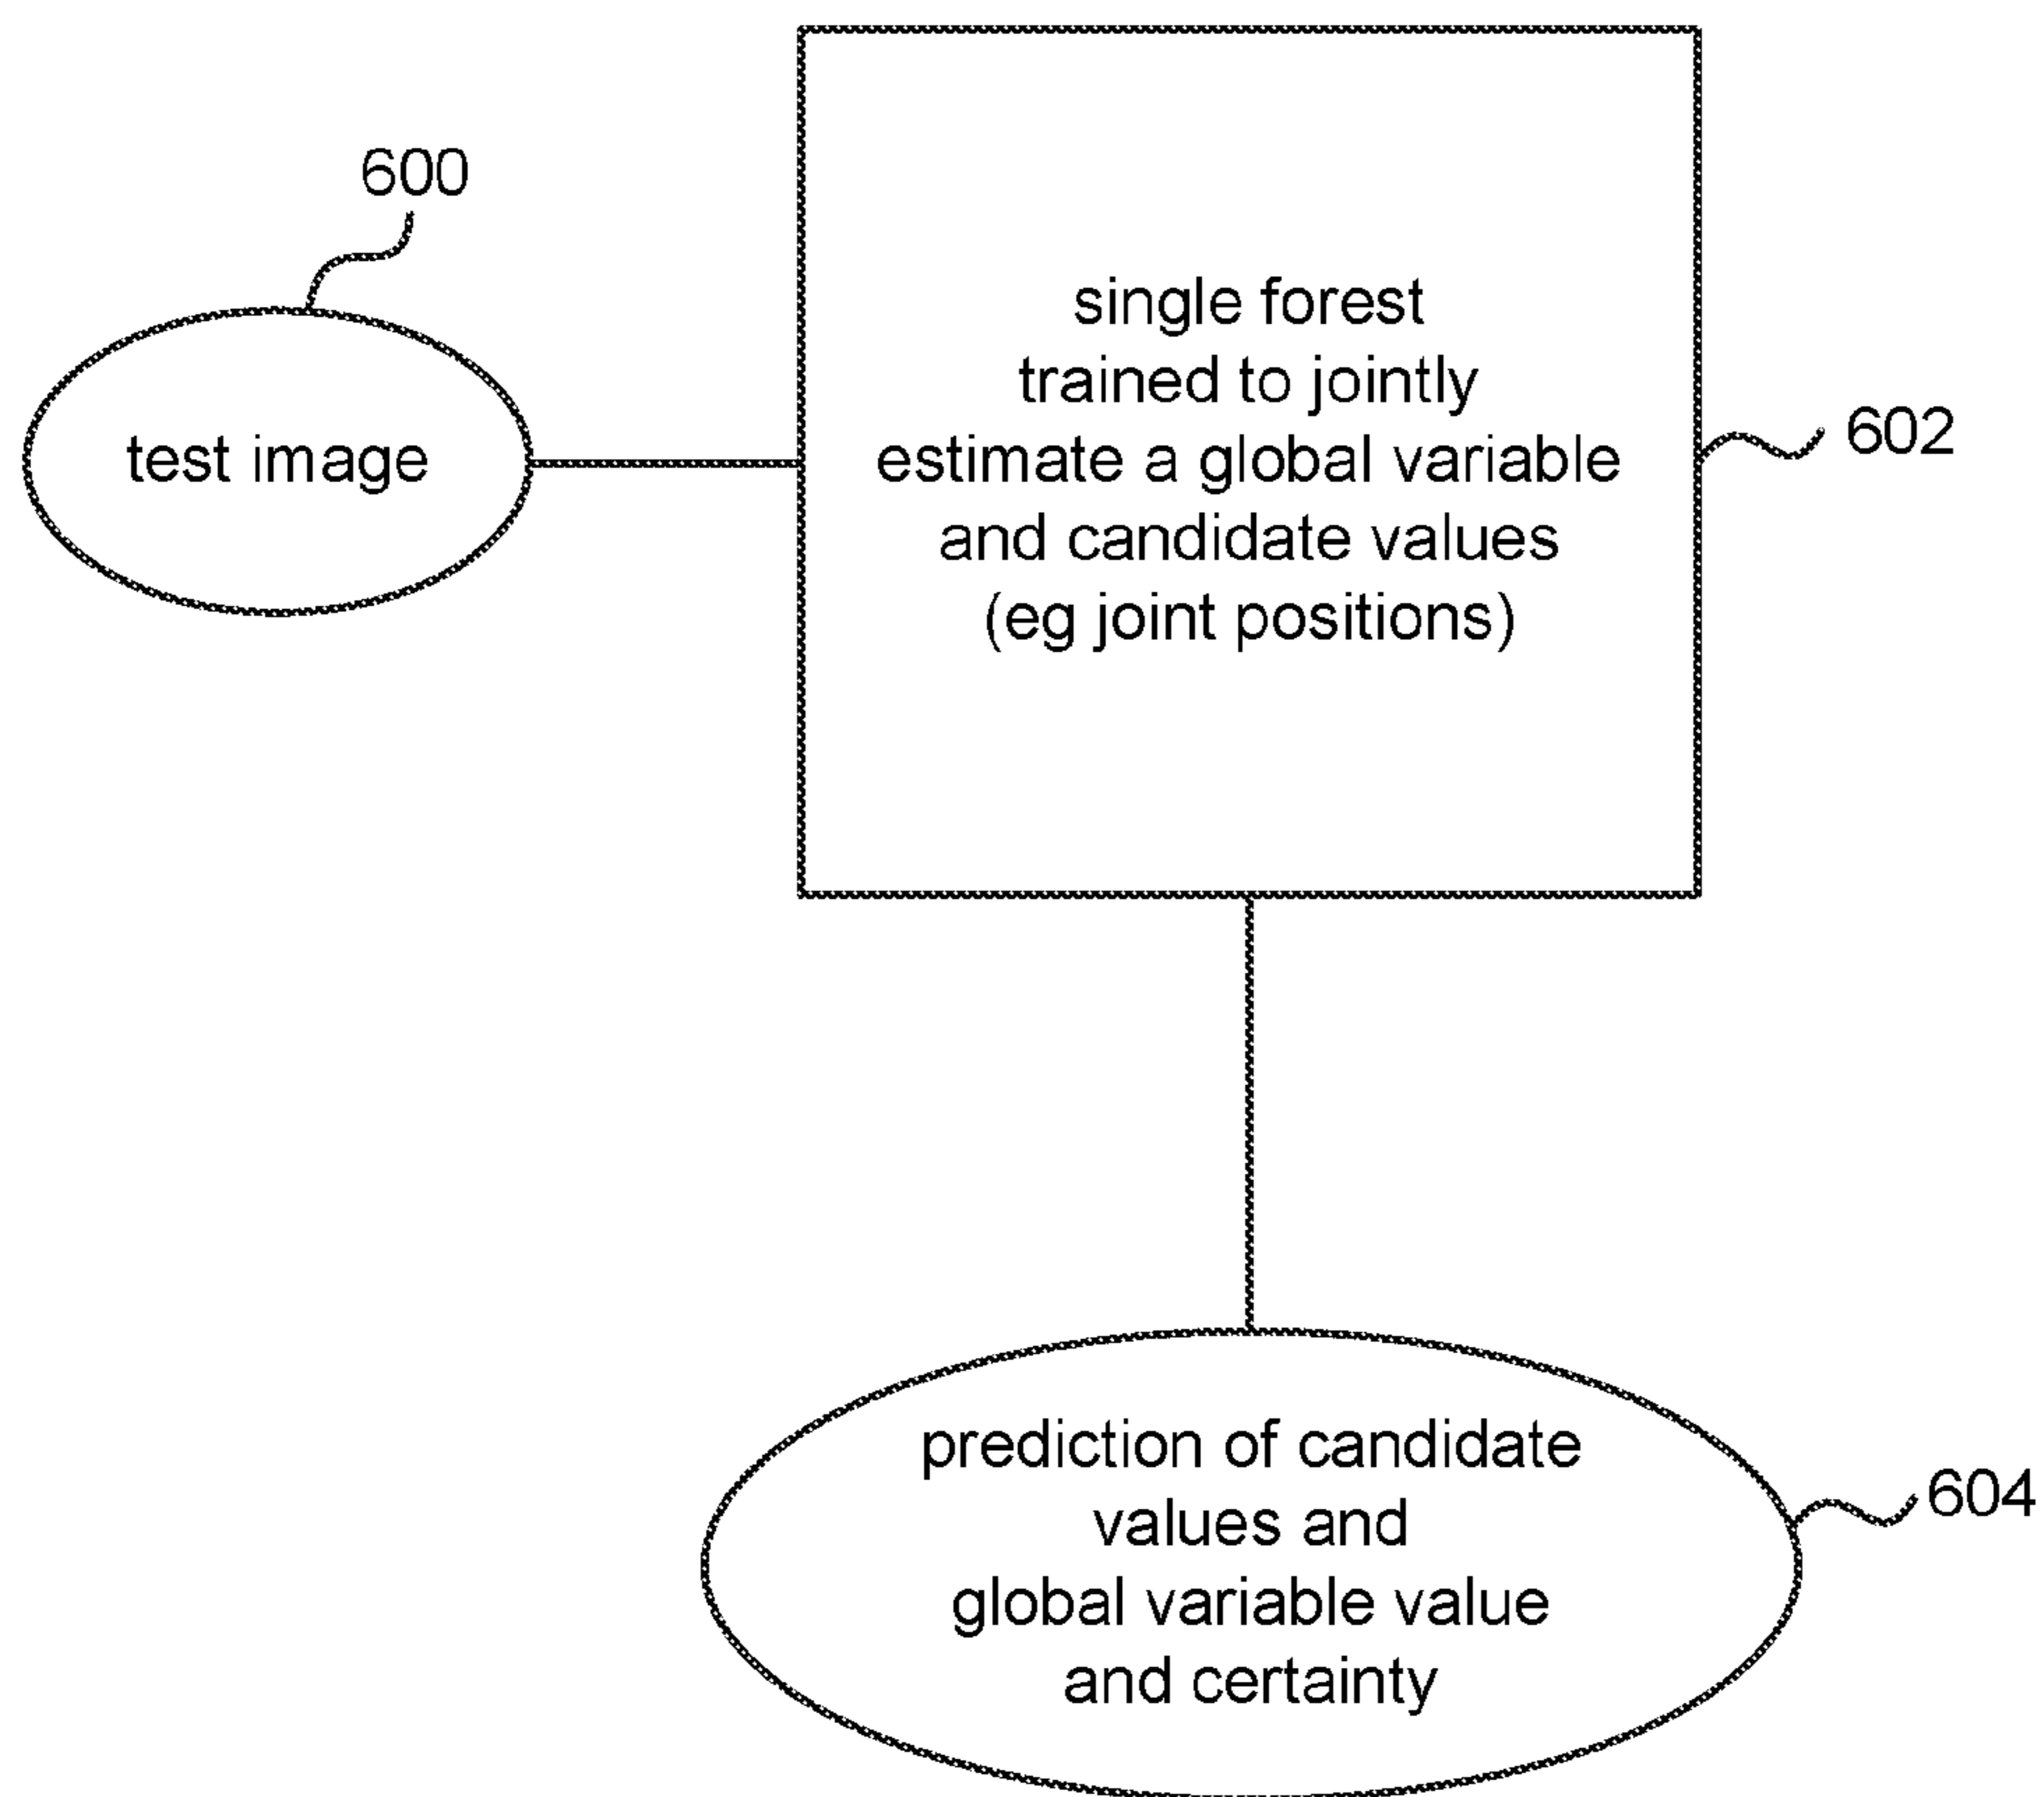 600
test image
single forest
trained to jointly
estimate a global variable
and candidate values
(eg joint positions)
602
prediction of candidate
values and
global variable value
and certainty
604